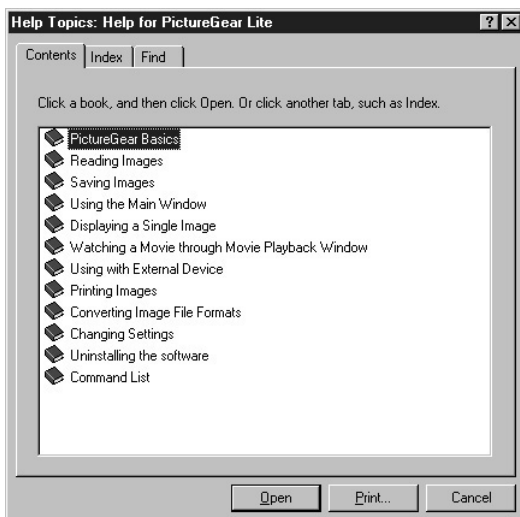 Help Topics: Help for PictureGear Lite
Contents Index Find
Click a book, and then click Open. Or click another tab, such as Index.
PictureGear Basics
Reading Images
Saving Images
Using the Main Window
Displaying a Single Image
Watching a Movie through Movie Playback Window
Using with External Device
Printing Images
Converting Image File Formats
Changing Settings
Uninstalling the software
Command List
Open Print... Cancel